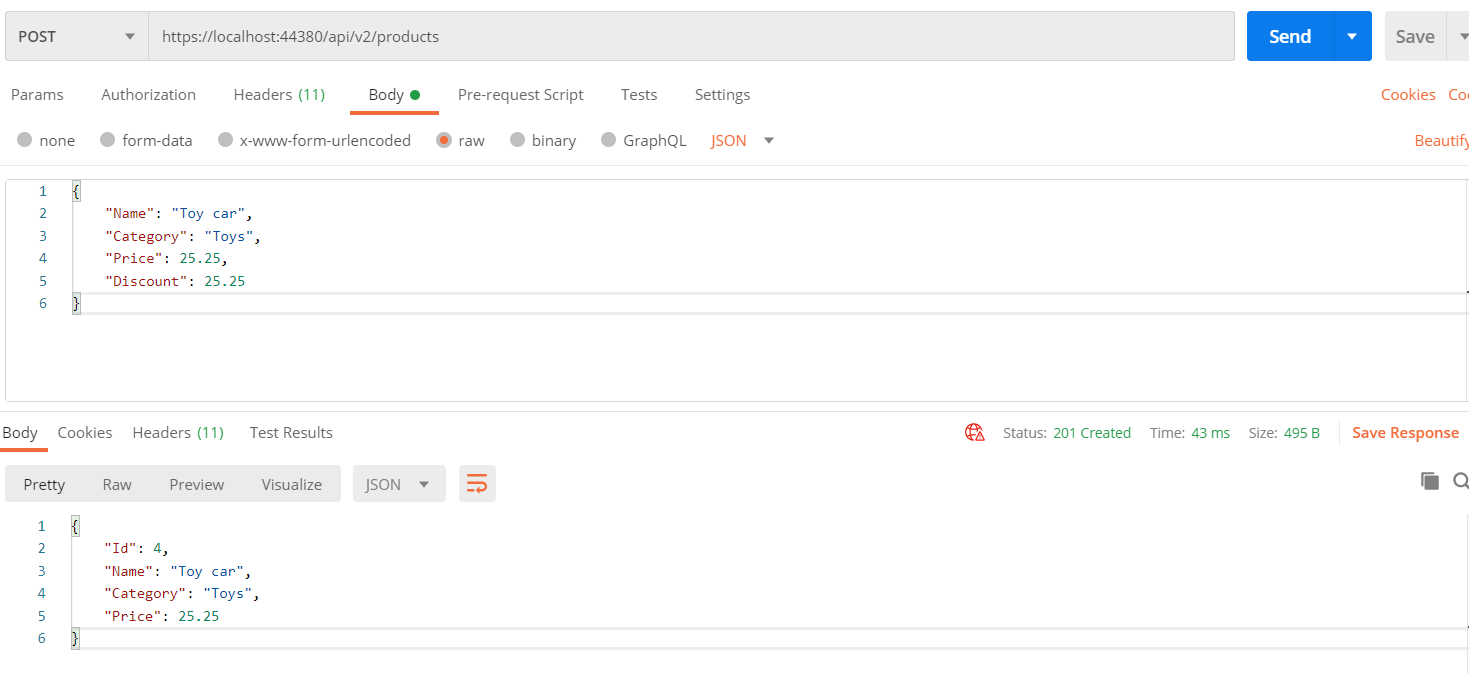 POST https://localhost:44380/api/v2/products Send Save
Params Authorization Headers (11) Body Pre-request Script Tests Settings Cookies
none form-data x-www-form-urlencoded raw binary GraphQL JSON Beautify
1 {
2 "Name": "Toy car",
3 "Category": "Toys",
4 "Price": 25.25,
5 "Discount": 25.25
6 }
Body Cookies Headers (11) Test Results Status: 201 Created Time: 43 ms Size: 495 B Save Response
Pretty Raw Preview Visualize JSON
1 {
2 "Id": 4,
3 "Name": "Toy car",
4 "Category": "Toys",
5 "Price": 25.25
6 }